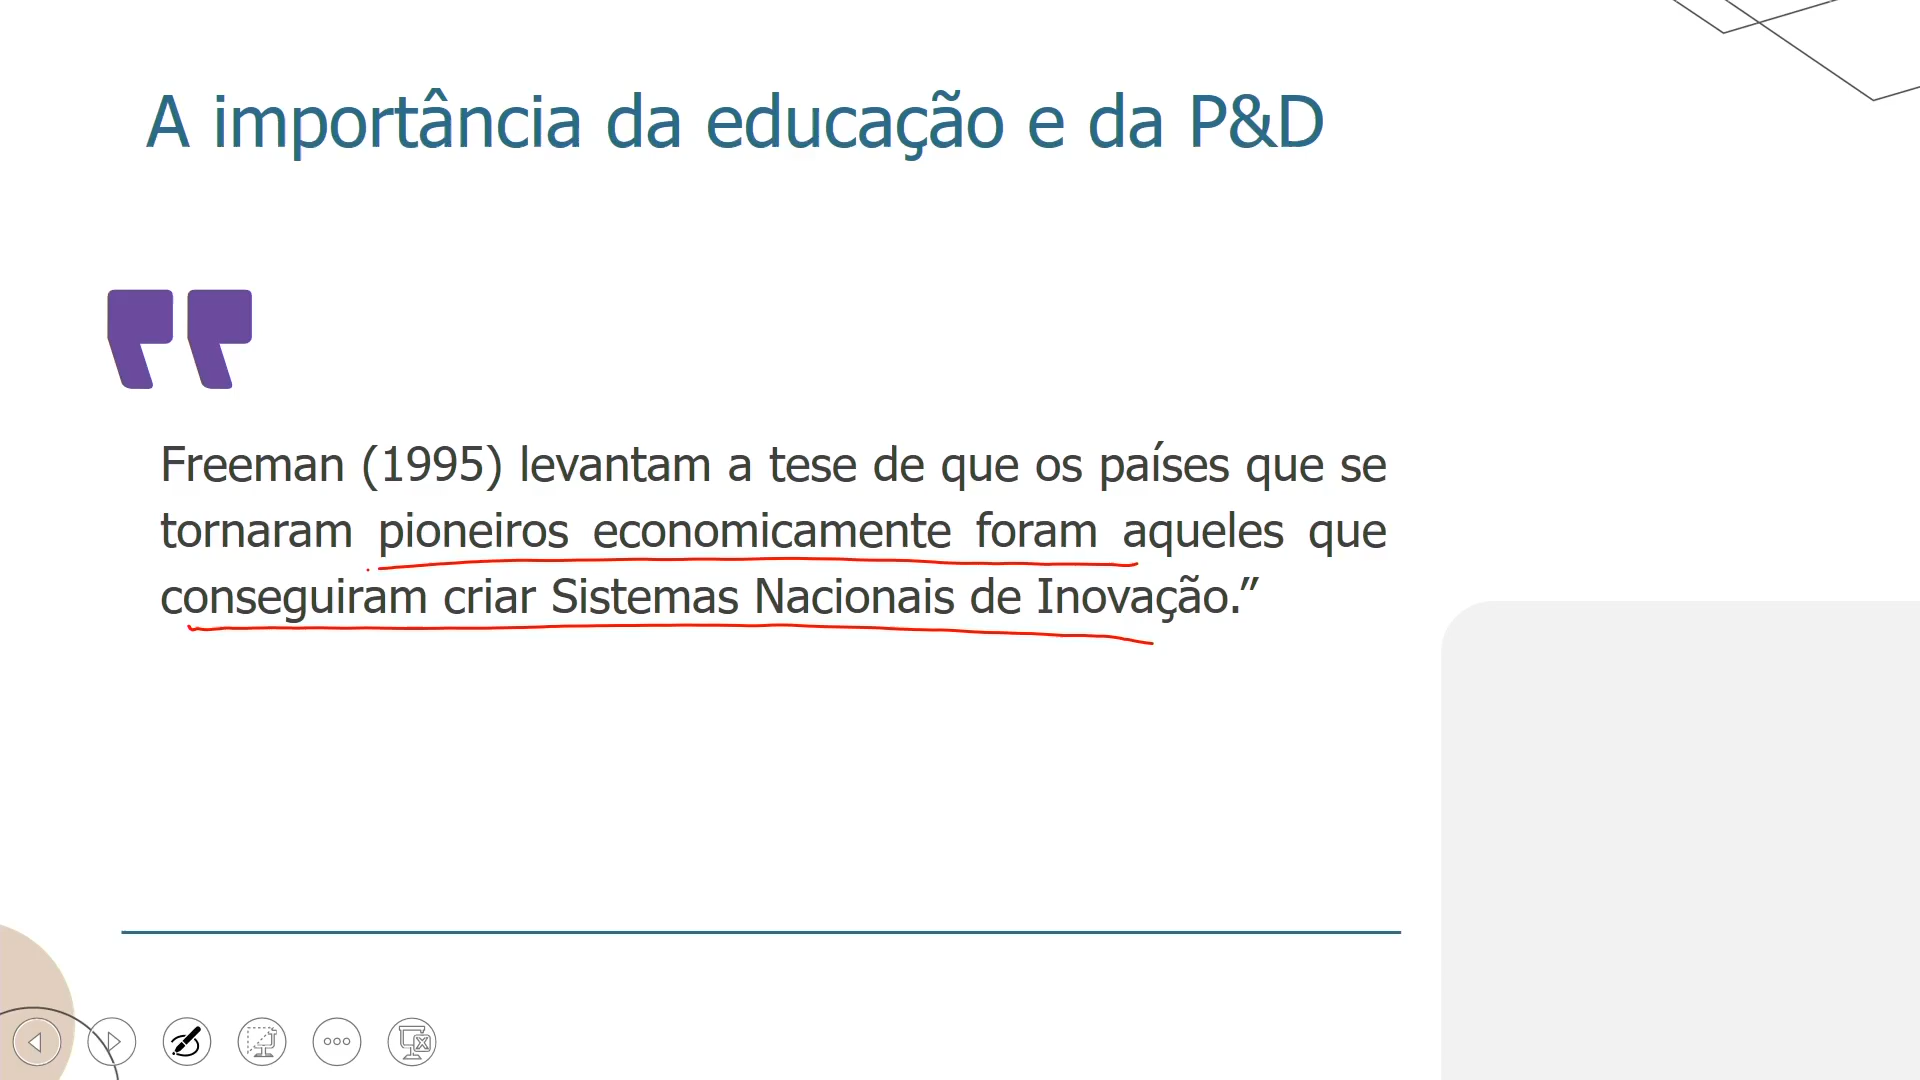 A importância da educação e da P&D
Freeman (1995) levantam a tese de que os países que se
tornaram pioneiros economicamente foram aqueles que
conseguiram criar Sistemas Nacionais de Inovação.”